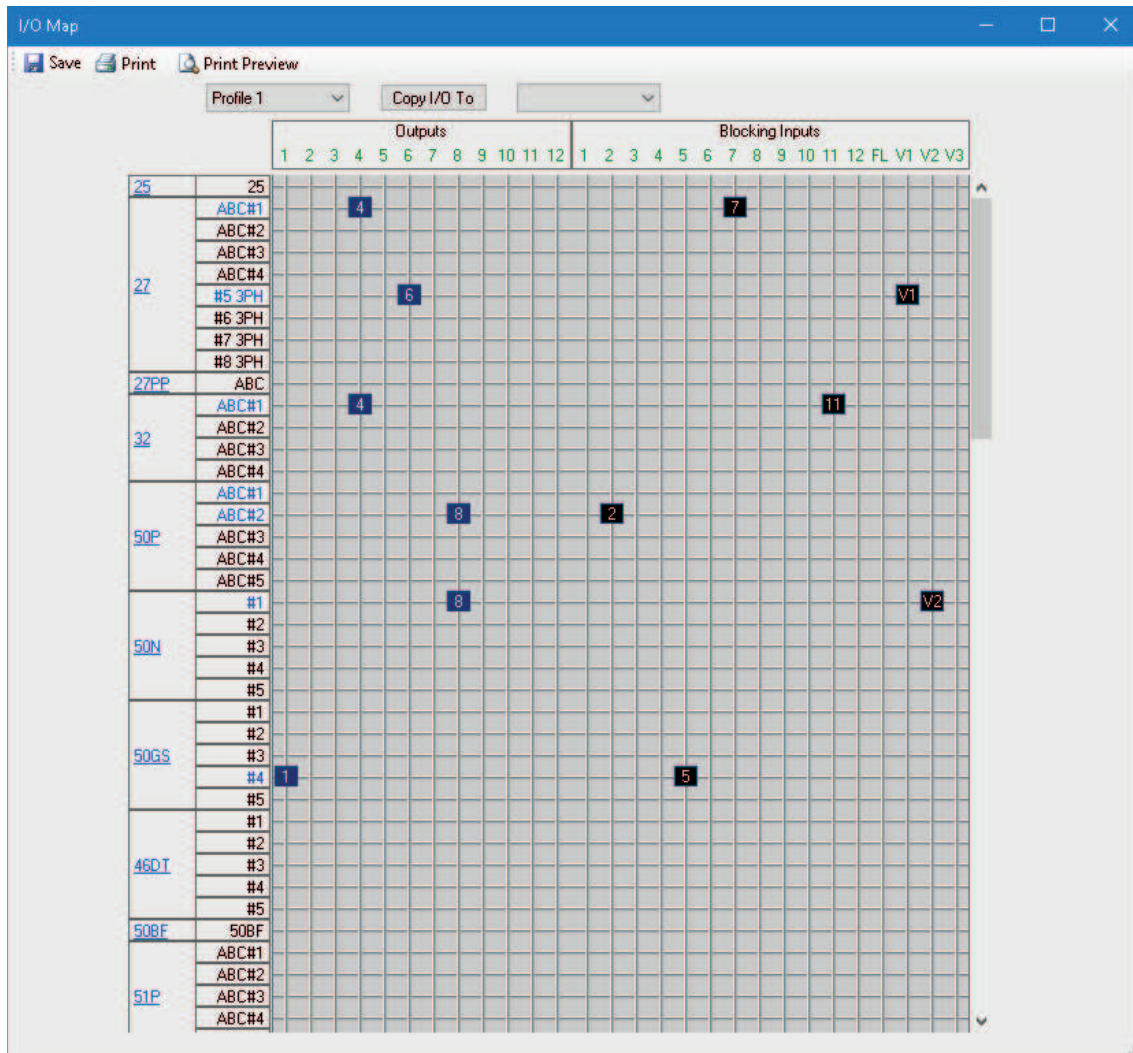 I/O Map
Save Print Print Preview
Profile 1 Copy I/O To
Outputs Blocking Inputs
1 2 3 4 5 6 7 8 9 10 11 12 1 2 3 4 5 6 7 8 9 10 11 12 FL V1 V2 V3
25 25
ABC#1 4 7
ABC#2
ABC#3
ABC#4
27 #5 3PH 6 V1
#6 3PH
#7 3PH
#8 3PH
27PP ABC
ABC#1 4 11
ABC#2
32 ABC#3
ABC#4
ABC#1
ABC#2 8 2
50P ABC#3
ABC#4
ABC#5
#1 8 V2
#2
50N #3
#4
#5
#1
#2
50GS #3
#4 1 5
#5
#1
#2
46DT #3
#4
#5
50BF 50BF
ABC#1
ABC#2
51P ABC#3
ABC#4